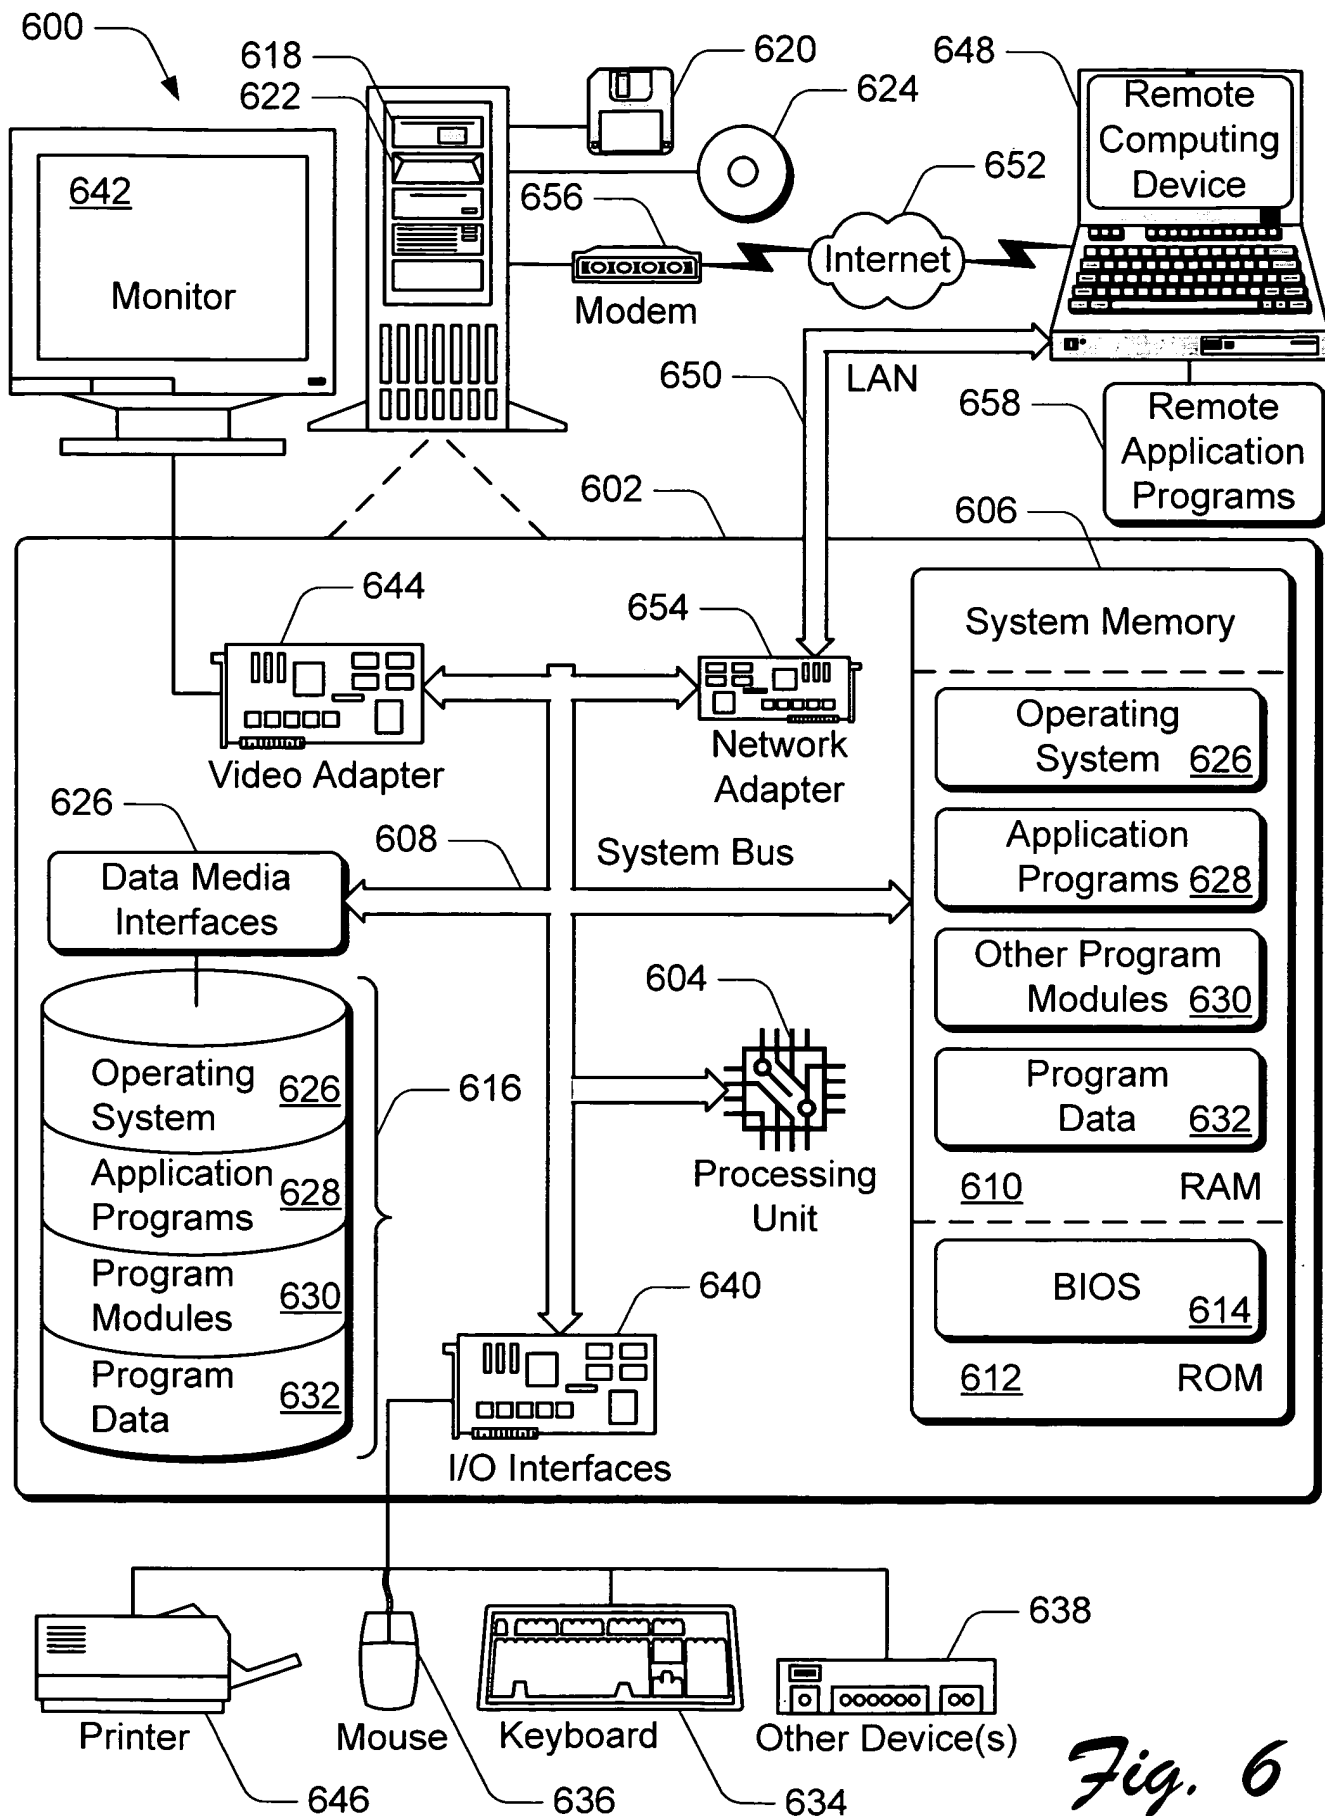 600
618
622
620
624
648
Remote
Computing
Device
642
Monitor
656
Modem
652
Internet
650
LAN
658
Remote
Application
Programs
602
606
644
654
System Memory
Video Adapter
Network
Adapter
Operating
System 626
626
608
System Bus
Data Media
Interfaces
Application
Programs 628
Other Program
Modules 630
604
Processing
Unit
Program
Data 632
610 RAM
Operating
System 626
616
Application
Programs 628
Program
Modules 630
Program
Data 632
640
I/O Interfaces
BIOS
614
612 ROM
Printer
646
Mouse
636
Keyboard
634
638
Other Device(s)
Fig. 6